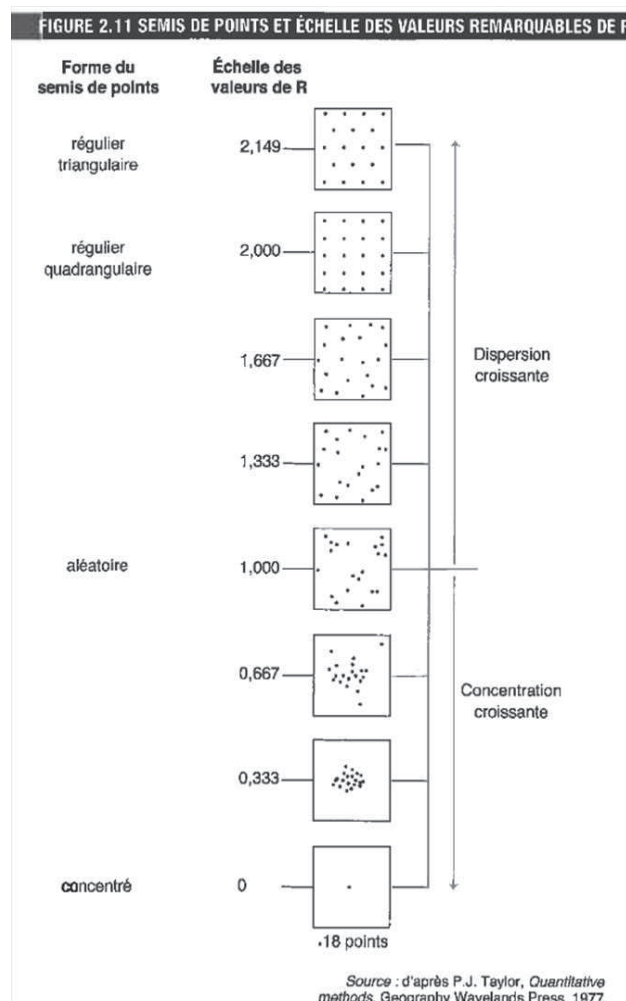 FIGURE 2.11 SEMIS DE POINTS ET ÉCHELLE DES VALEURS REMARQUABLES DE R
Forme du
semis de points
Échelle des
valeurs de R
régulier
triangulaire
2,149
régulier
quadrangulaire
2,000
1,667
Dispersion
croissante
1,333
aléatoire
1,000
0,667
Concentration
croissante
0,333
concentré
0
.18 points
Source : d'après P.J. Taylor, Quantitative
methods, Geography Wavelands Press, 1977